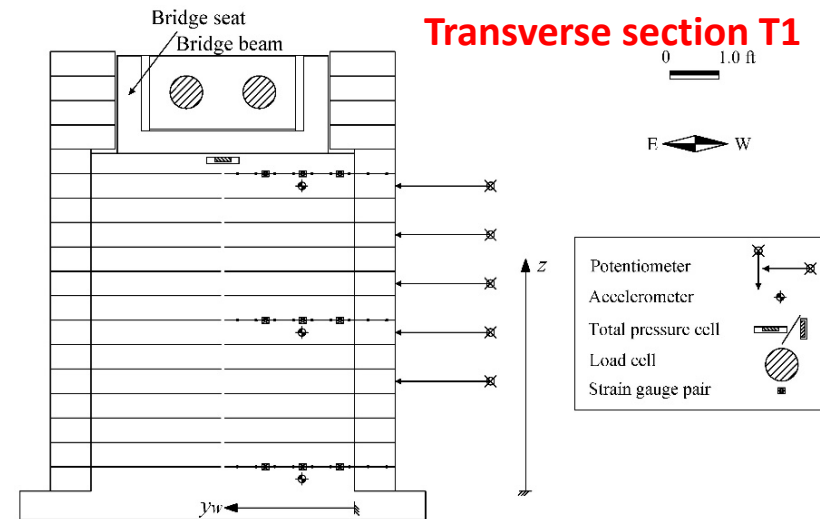 Bridge seat
Bridge beam
Transverse section T1
0 1.0 ft
E W
z
Potentiometer
Accelerometer
Total pressure cell
Load cell
Strain gauge pair
yw